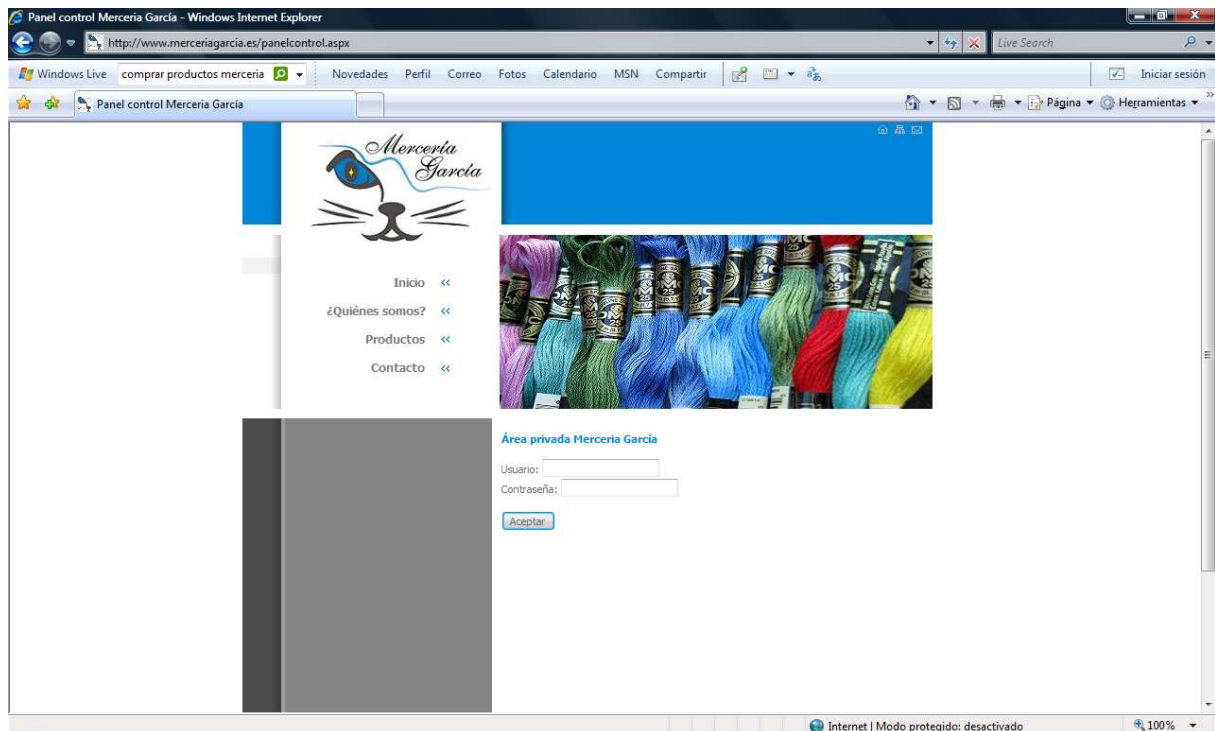 Panel control Merceria García - Windows Internet Explorer
http://www.merceriagarcia.es/panelcontrol.aspx
Live Search
Windows Live comprar productos merceria Novedades Perfil Correo Fotos Calendario MSN Compartir Iniciar sesión
Panel control Merceria García
Página Herramientas
Mercería
García
Inicio «
¿Quiénes somos? «
Productos «
Contacto «
DMC
25
Área privada Merceria García
Usuario:
Contraseña:
Aceptar
Internet | Modo protegido: desactivado 100%